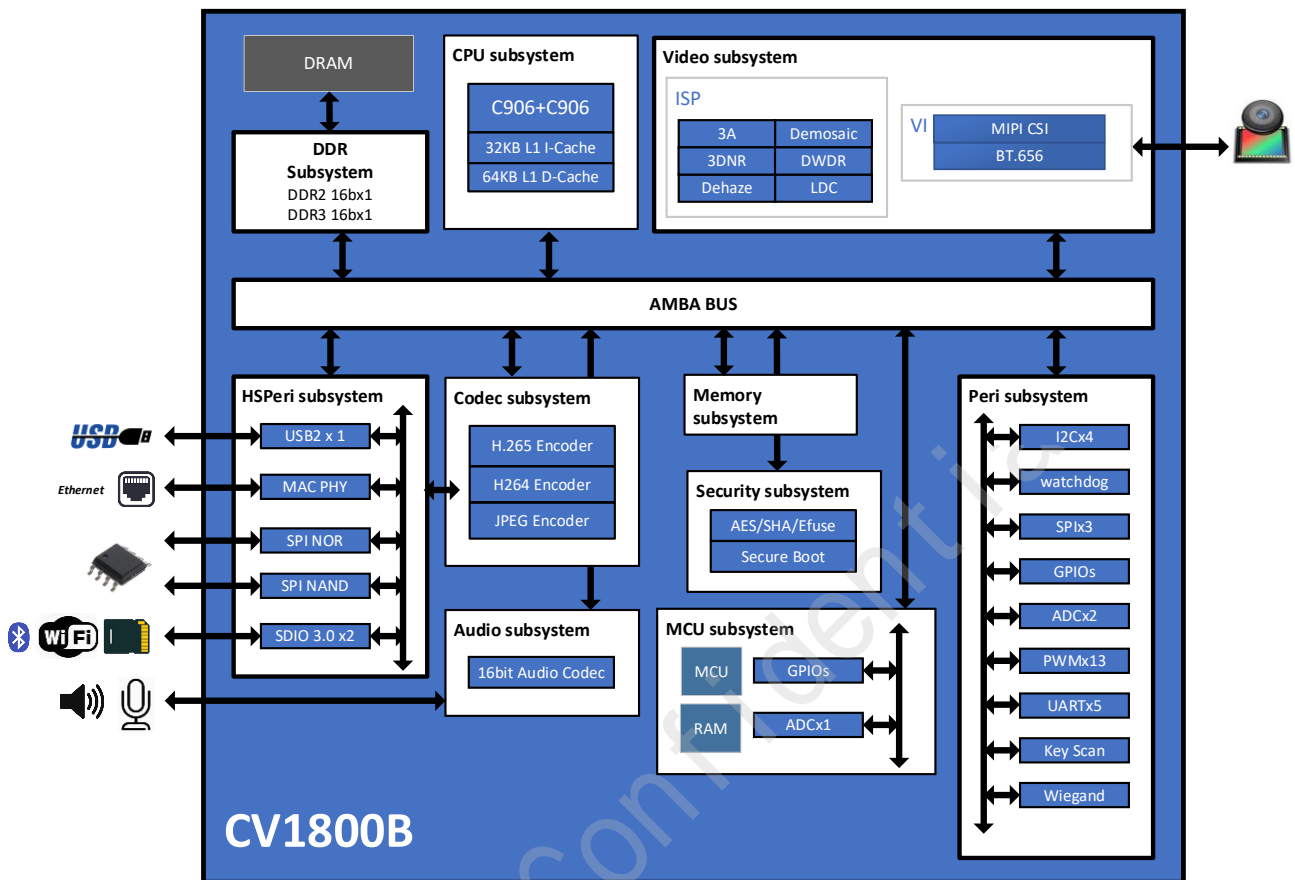 DRAM
DDR
Subsystem
DDR2 16bx1
DDR3 16bx1
CPU subsystem
C906+C906
32KB L1 I-Cache
64KB L1 D-Cache
Video subsystem
ISP
3A
Demosaic
3DNR
DWDR
Dehaze
LDC
VI
MIPI CSI
BT.656
AMBA BUS
HSPeri subsystem
USB2 x 1
MAC PHY
SPI NOR
SPI NAND
SDIO 3.0 x2
USB
Ethernet
Wi Fi
Codec subsystem
H.265 Encoder
H264 Encoder
JPEG Encoder
Audio subsystem
16bit Audio Codec
Memory
subsystem
Security subsystem
AES/SHA/Efuse
Secure Boot
MCU subsystem
MCU
RAM
GPIOs
ADCx1
Peri subsystem
I2Cx4
watchdog
SPIx3
GPIOs
ADCx2
PWMx13
UARTx5
Key Scan
Wiegand
CV1800B
Confidential